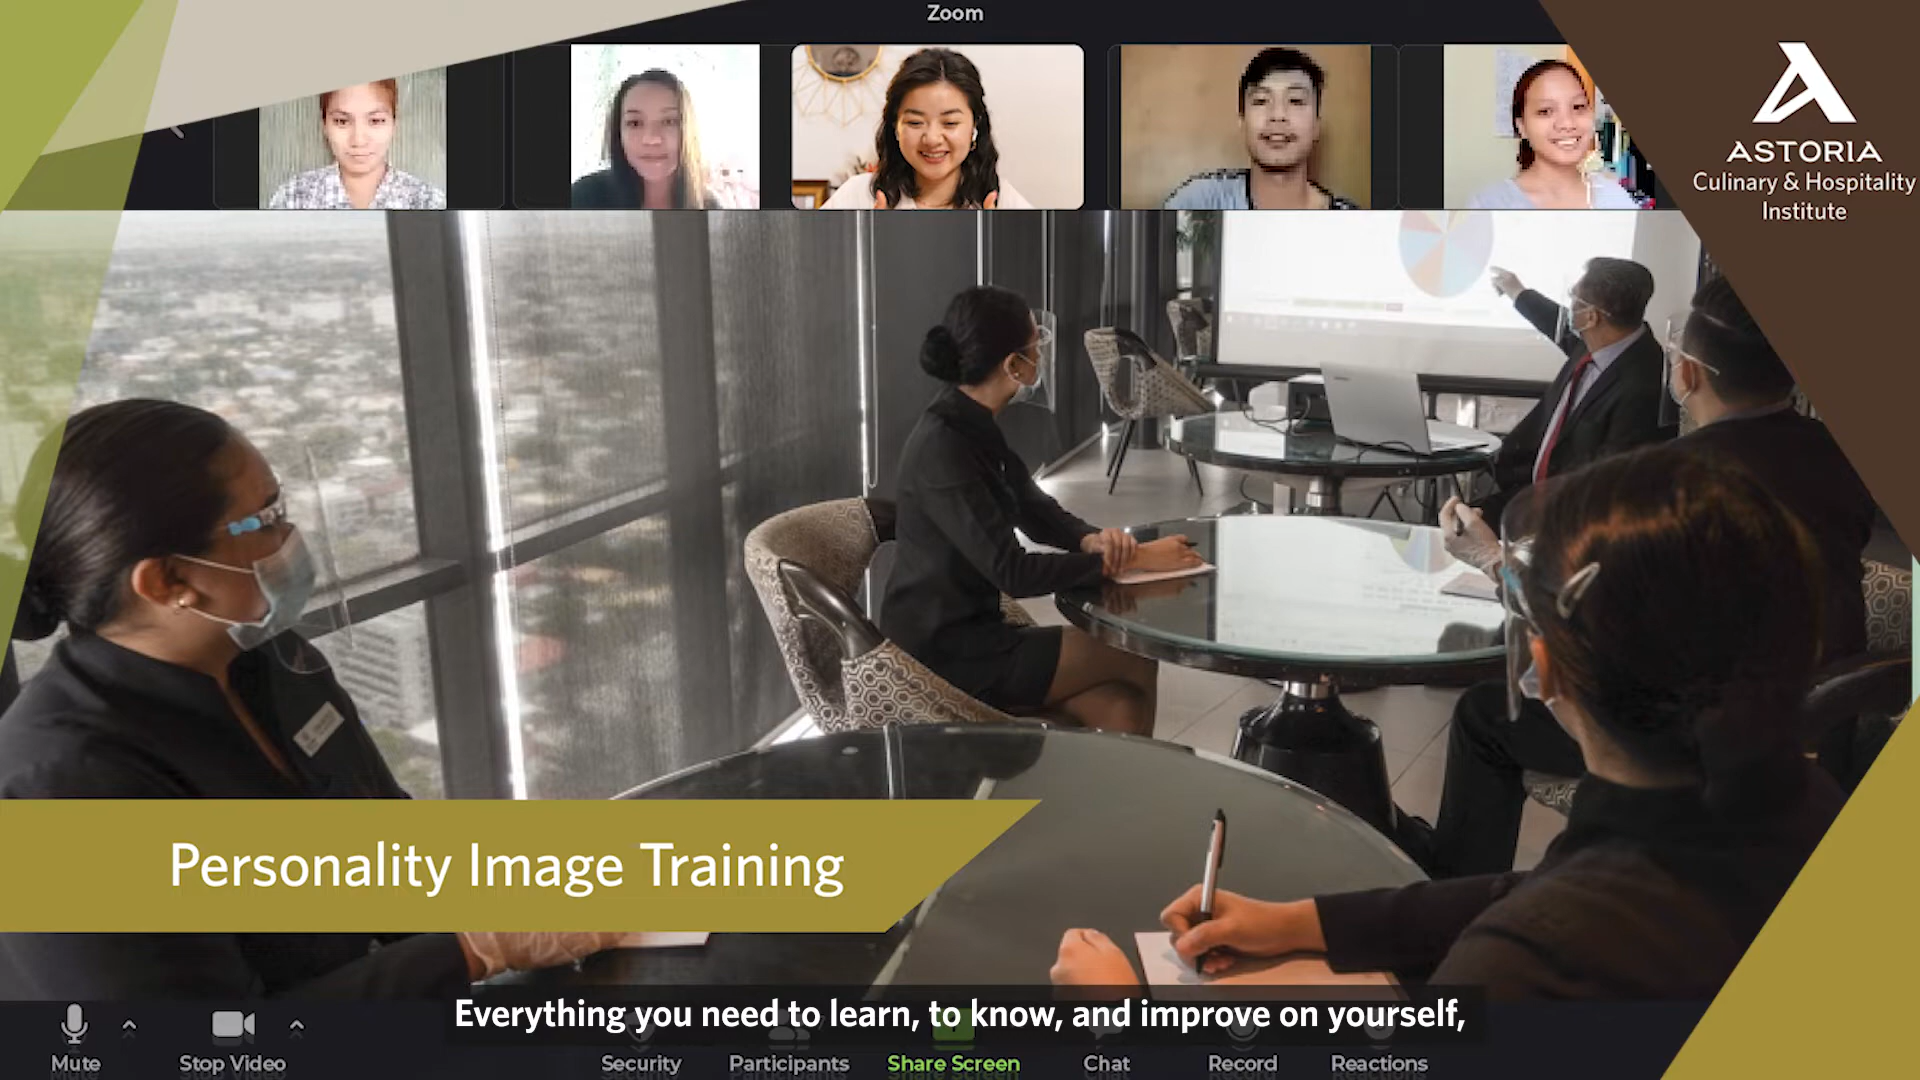 Zoom
ASTORIA
Culinary & Hospitality
Institute
Personality Image Training
Everything you need to learn, to know, and improve on yourself,
Mute
Stop Video
Security
Participants
Share Screen
Chat
Record
Reactions